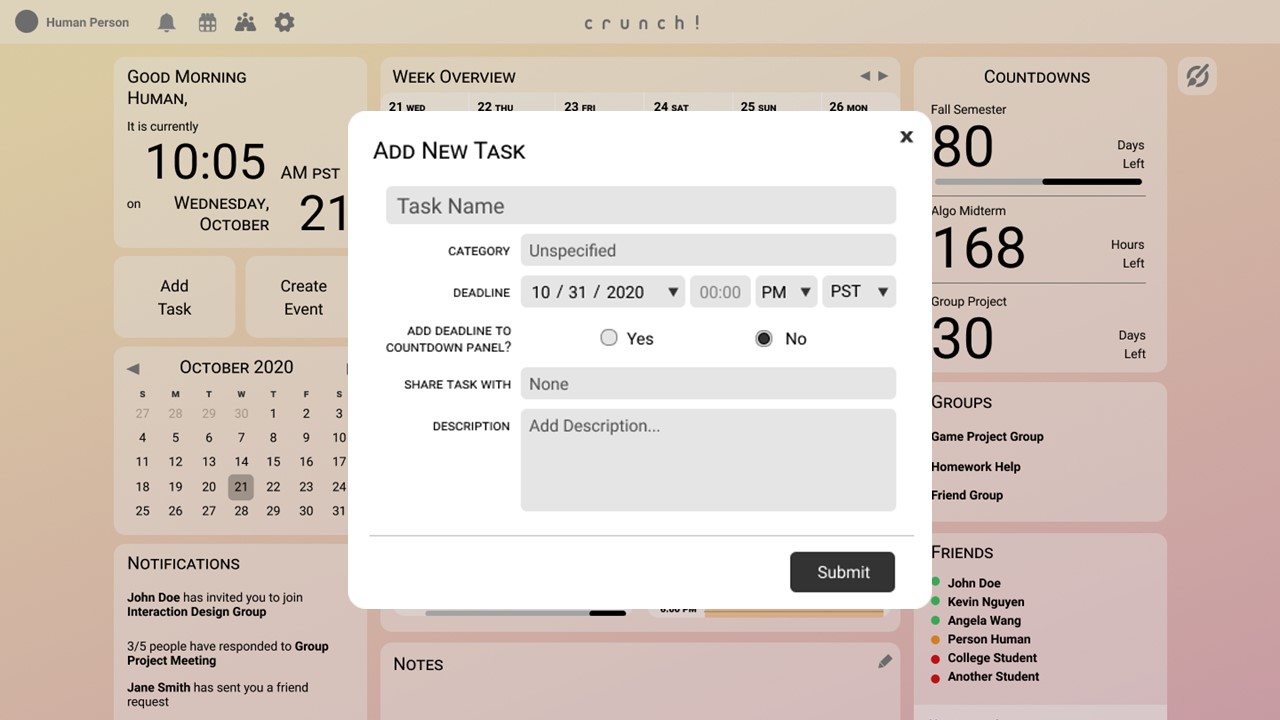 Human Person
crunch!
GOOD MORNING
HUMAN,
It is currently
10:05 AM PST
on WEDNESDAY,
OCTOBER 21
Add
Task
Create
Event
OCTOBER 2020
S M T W T F S
27 28 29 30 1 2 3
4 5 6 7 8 9 10
11 12 13 14 15 16 17
18 19 20 21 22 23 24
25 26 27 28 29 30 31
NOTIFICATIONS
John Doe has invited you to join
Interaction Design Group
3/5 people have responded to Group
Project Meeting
Jane Smith has sent you a friend
request
WEEK OVERVIEW
21 WED 22 THU 23 FRI 24 SAT 25 SUN 26 MON
x
ADD NEW TASK
Task Name
CATEGORY Unspecified
DEADLINE 10 / 31 / 2020 00:00 PM PST
ADD DEADLINE TO
COUNTDOWN PANEL? Yes No
SHARE TASK WITH None
DESCRIPTION Add Description...
Submit
NOTES
COUNTDOWNS
Fall Semester
80 Days
Left
Algo Midterm
168 Hours
Left
Group Project
30 Days
Left
GROUPS
Game Project Group
Homework Help
Friend Group
FRIENDS
John Doe
Kevin Nguyen
Angela Wang
Person Human
College Student
Another Student